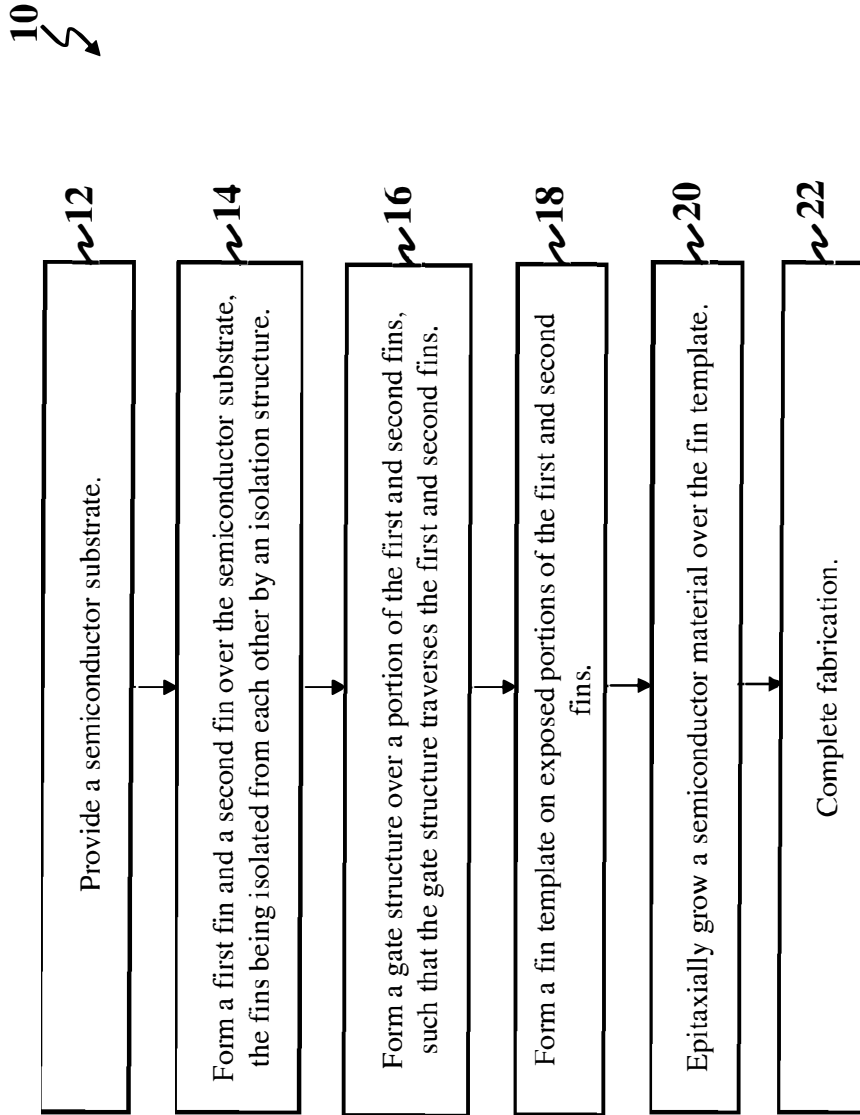 10
12
Provide a semiconductor substrate.
14
Form a first fin and a second fin over the semiconductor substrate,
the fins being isolated from each other by an isolation structure.
16
Form a gate structure over a portion of the first and second fins,
such that the gate structure traverses the first and second fins.
18
Form a fin template on exposed portions of the first and second
fins.
20
Epitaxially grow a semiconductor material over the fin template.
22
Complete fabrication.